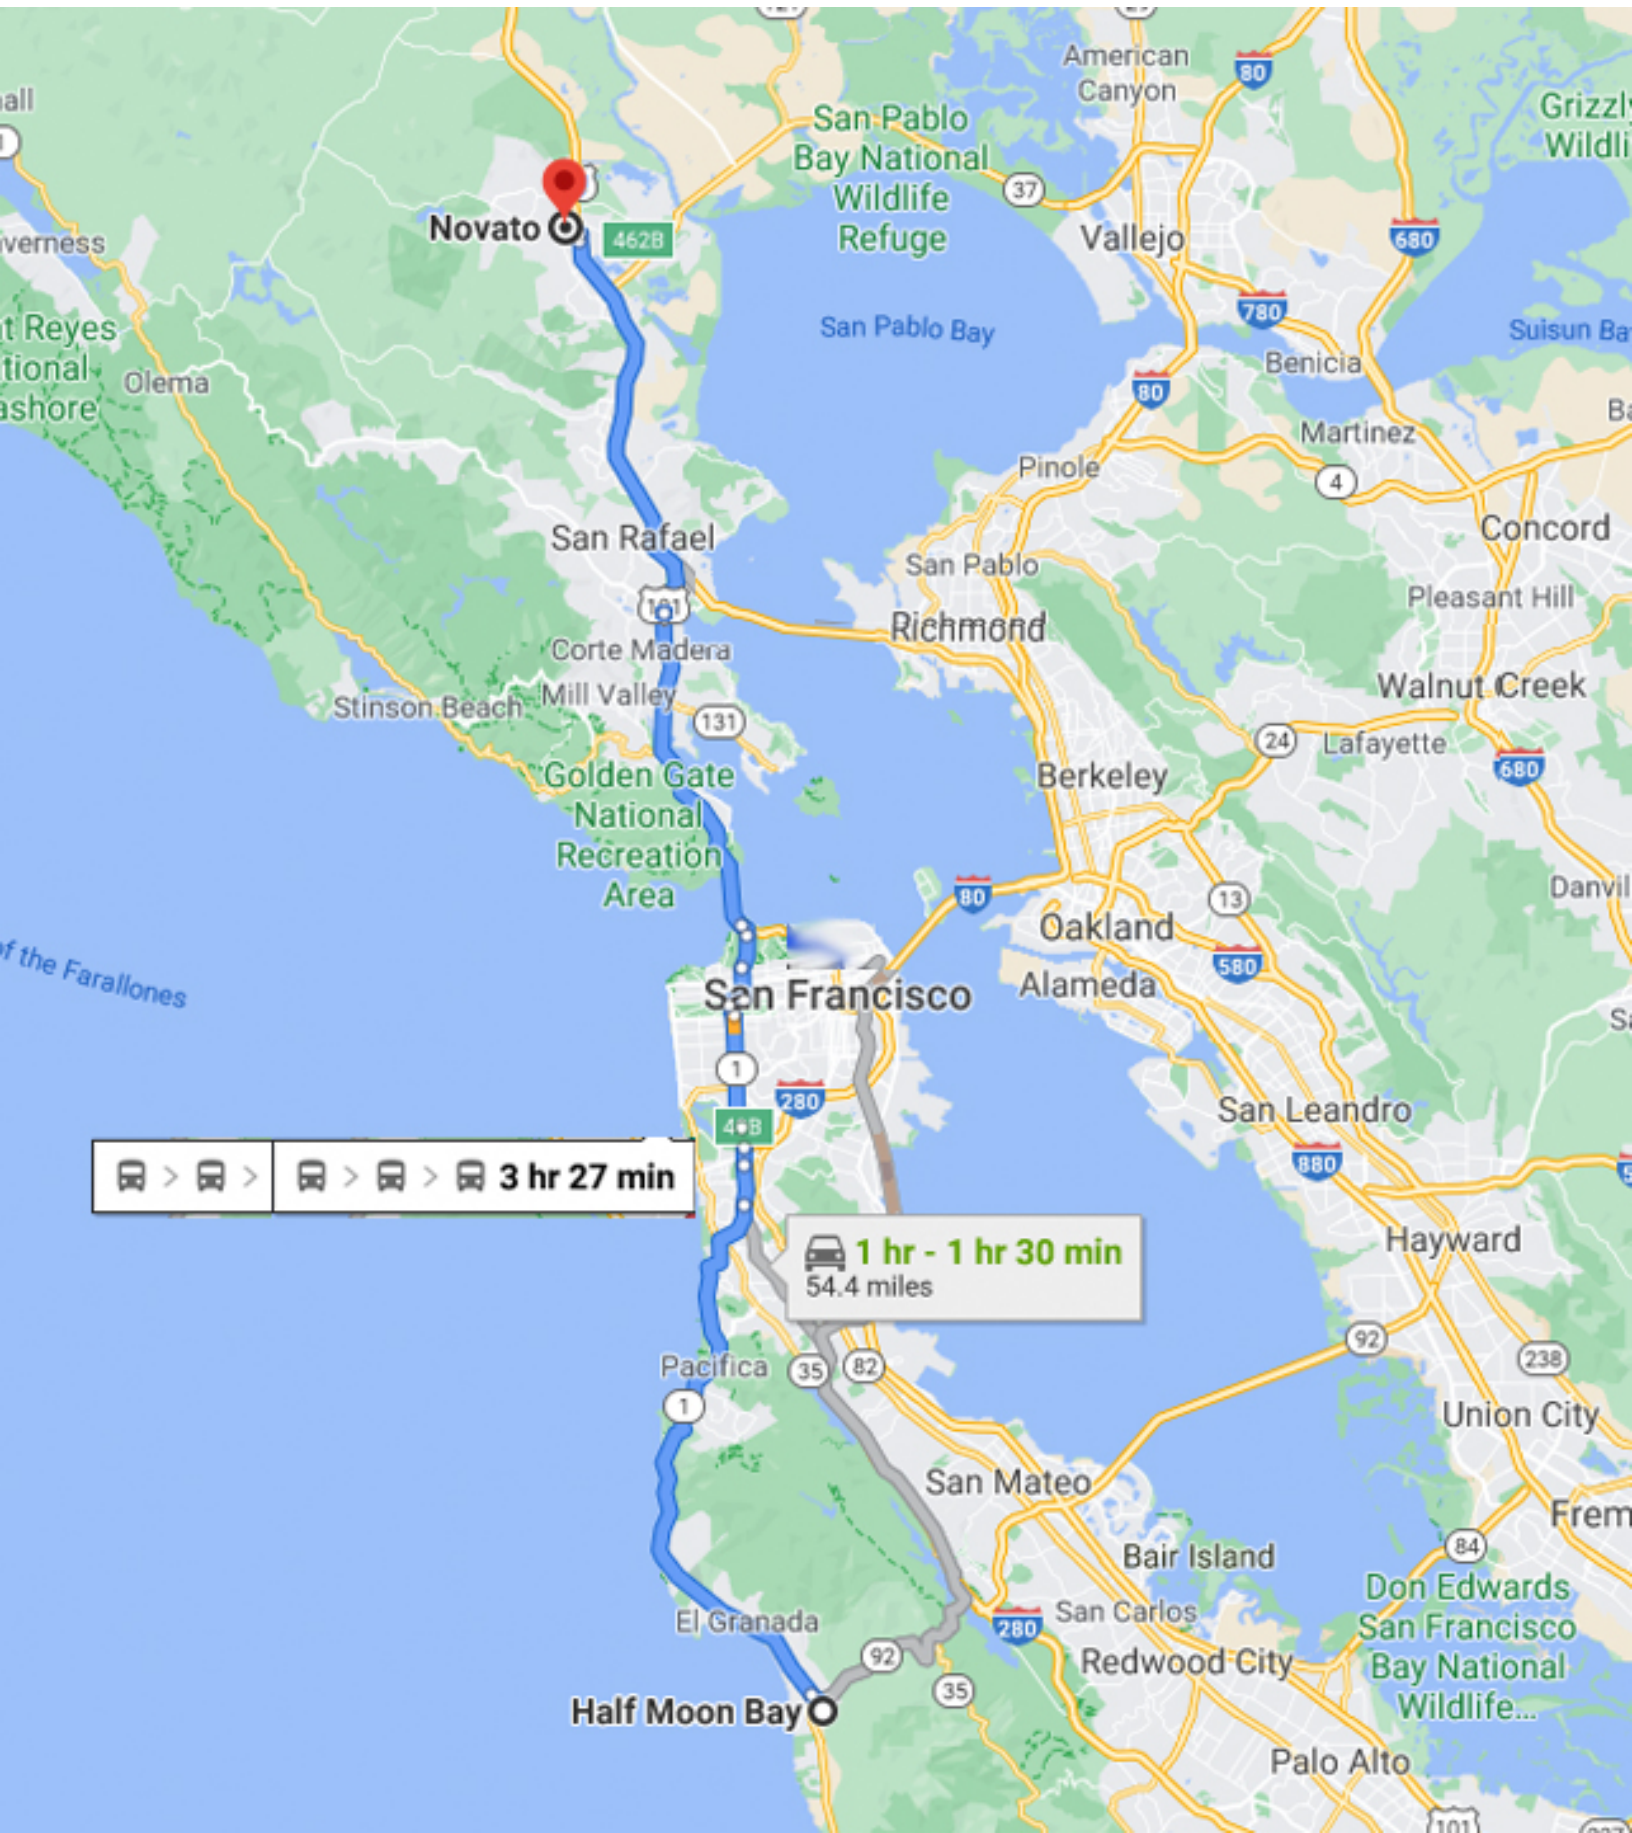 American
Canyon
80
Grizzly
Wildli
San Pablo
Bay National
Wildlife
Refuge
37
Novato
462B
Vallejo
680
verness
780
San Pablo Bay
Suisun Ba
t Reyes
tional
ashore
Olema
Benicia
80
Martinez
Pinole
4
Concord
San Rafael
San Pablo
Pleasant Hill
101
Richmond
Corte Madera
Mill Valley
Stinson Beach
131
Walnut Creek
24
Lafayette
680
Berkeley
Golden Gate
National
Recreation
Area
80
13
Danvil
Oakland
580
of the Farallones
San Francisco
Alameda
1
280
San Leandro
880
3 hr 27 min
1 hr - 1 hr 30 min
54.4 miles
Hayward
92
238
Pacifica
35
82
1
Union City
San Mateo
Frem
84
Bair Island
Don Edwards
San Francisco
Bay National
Wildlife...
El Granada
280
San Carlos
92
Redwood City
35
Half Moon Bay
Palo Alto
101